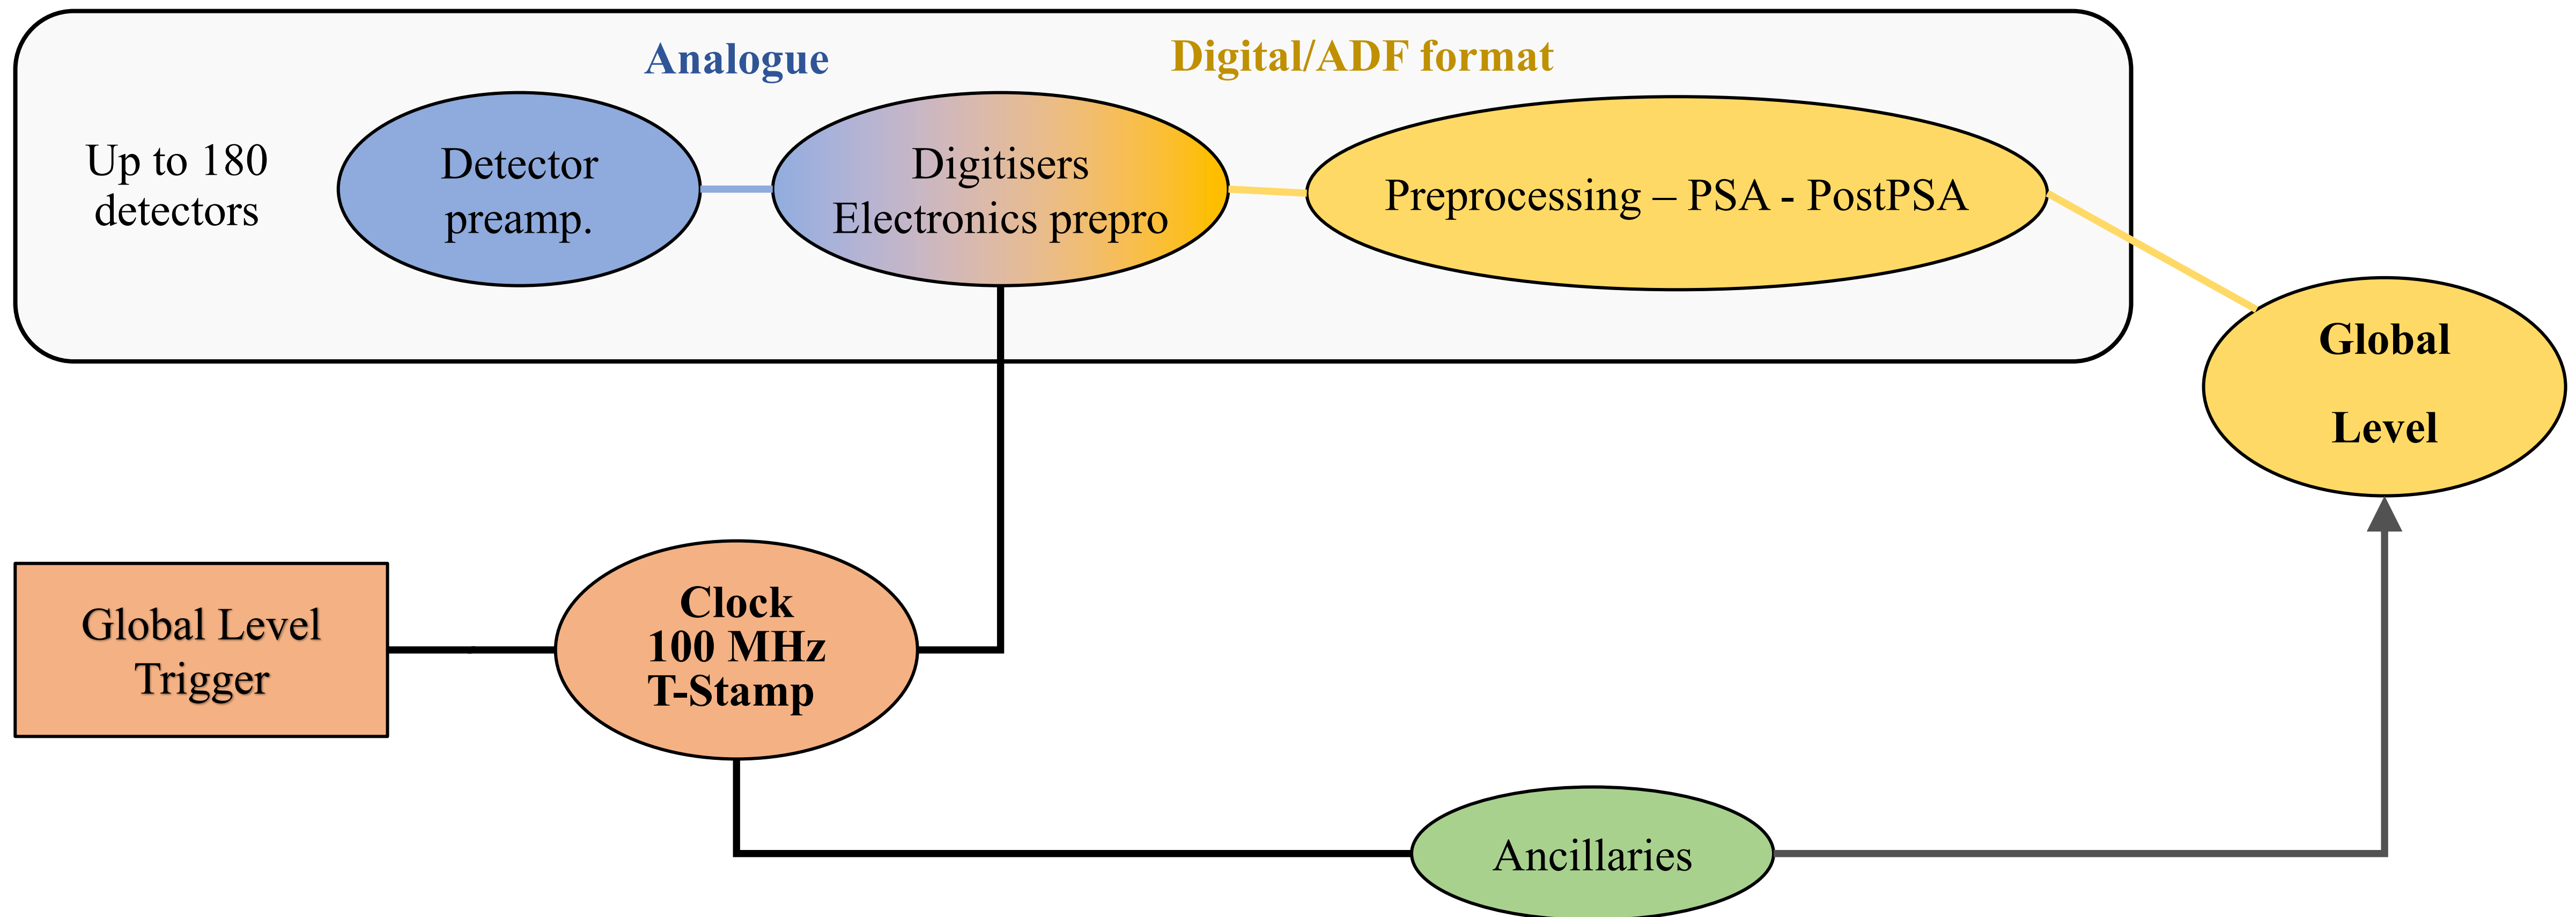 Analogue
Digital/ADF format
Up to 180
detectors
Detector
preamp.
Digitisers
Electronics prepro
Preprocessing – PSA - PostPSA
Global
Level
Global Level
Trigger
Clock
100 MHz
T-Stamp
Ancillaries